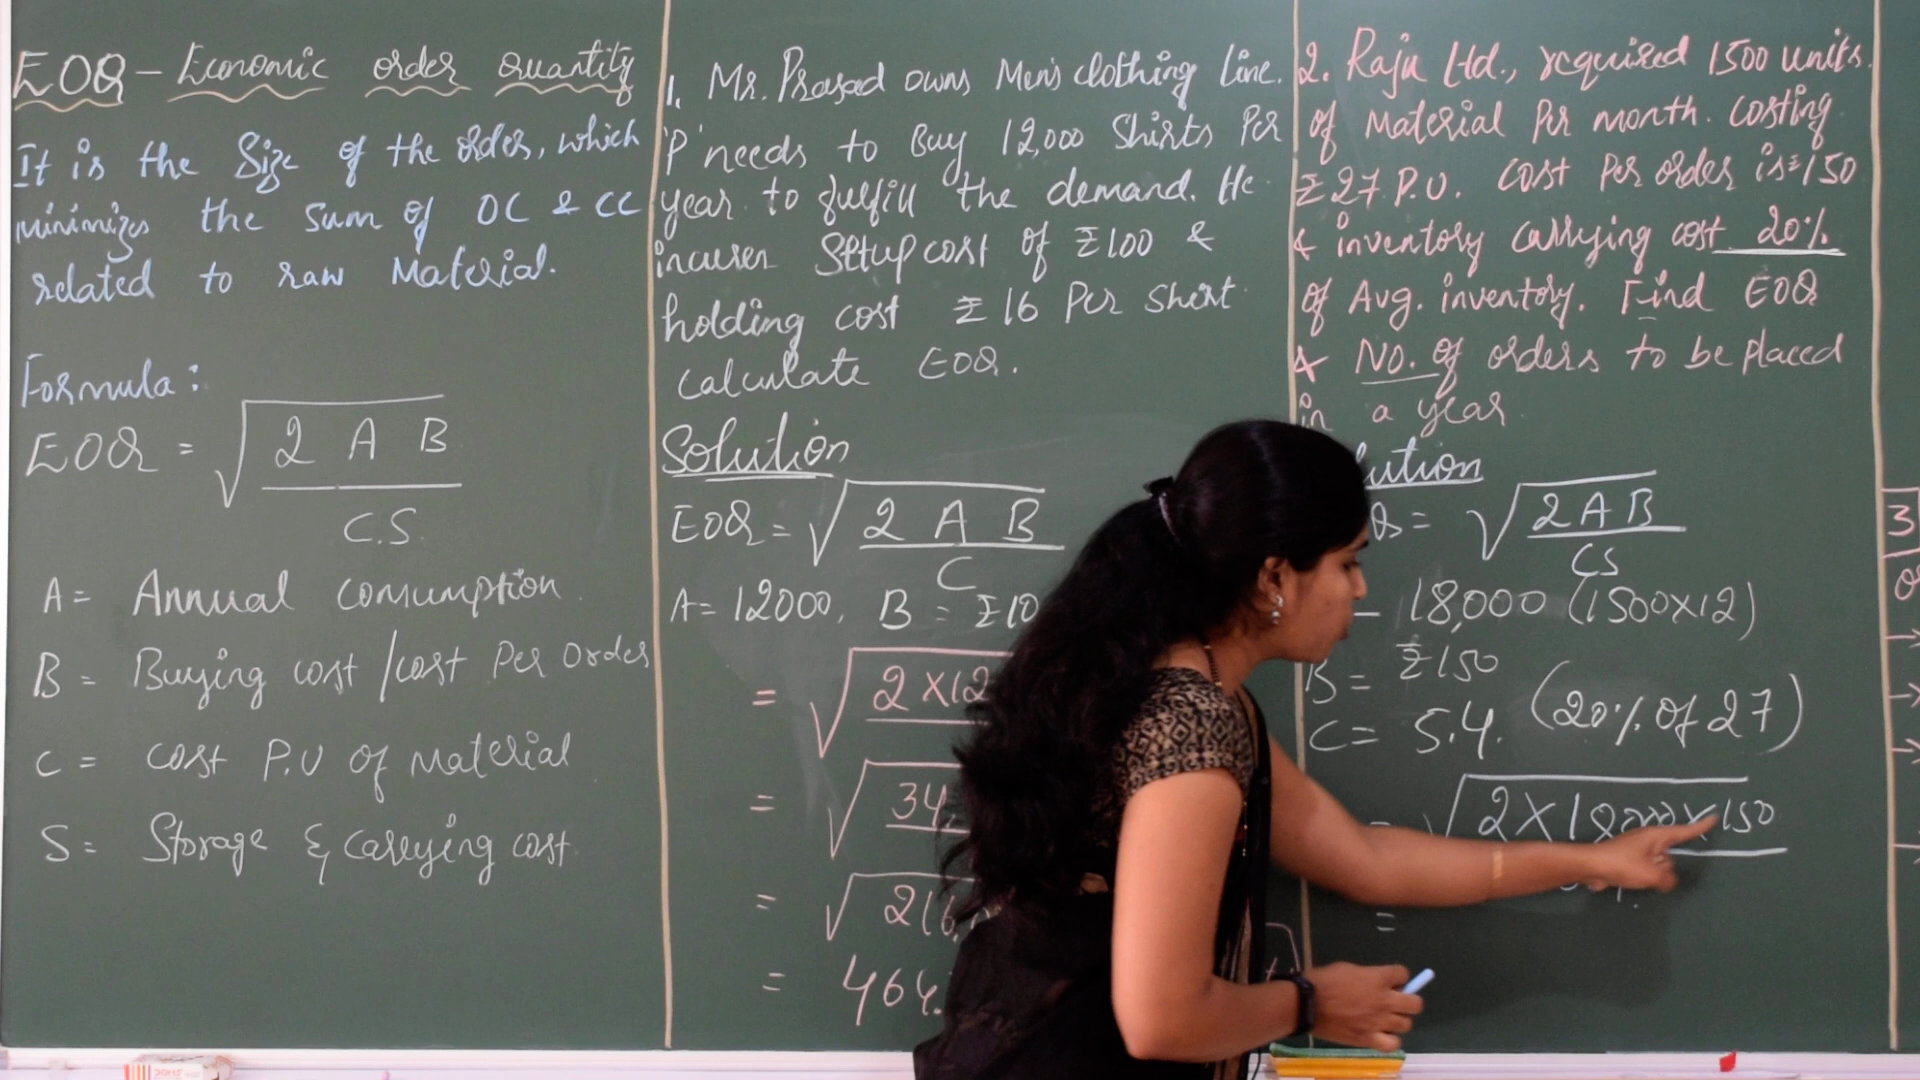 EOQ - Economic order quantity
It is the Size of the order, which
minimizes the sum of OC & CC
related to raw Material.
Formula:
EOQ = √ 2 A B
C.S.
A = Annual consumption
B = Buying cost / cost Per Order
C = cost P.U of Material
S = Storage & carrying cost
1. Mr. Prasad owns Men's clothing line.
'P' needs to Buy 12,000 Shirts Per
year to fulfill the demand. He
incurer Setup cost of ₹100 &
holding cost ₹16 Per Shirt.
calculate EOQ.
Solution
EOQ = √ 2 A B
C
A = 12000, B = ₹10
= √ 2 X 12
= √ 34
= √
= 464.
2. Raju Ltd., required 1500 units.
of Material Per month. costing
₹27 P.U. cost Per order is ₹150
& inventory carrying cost 20%
of Avg. inventory. Find EOQ
& NO. of orders to be placed
in a year.
ution
Q = √ 2 A B
CS
- 18,000 (1500X12)
B = ₹150
C = 5.4. (20% of 27)
= √ 2 X 18000 X 150
=
3